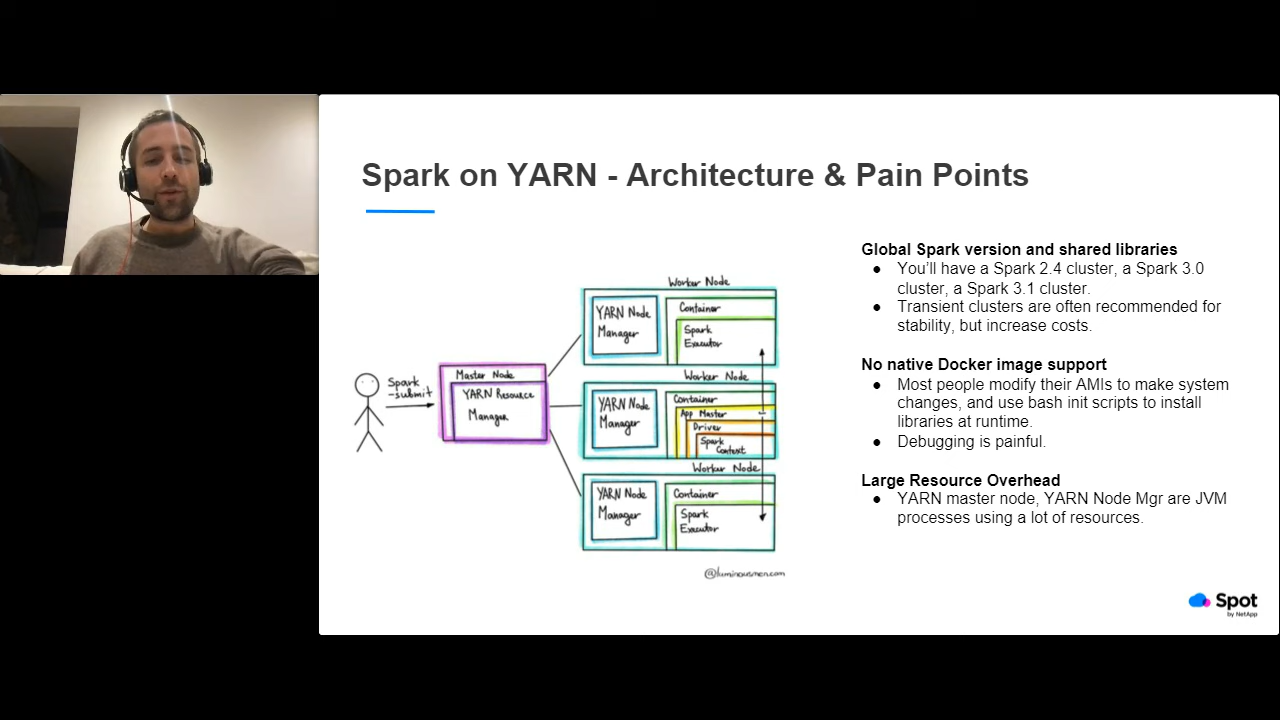 Spark on YARN - Architecture & Pain Points
Spark
-submit
Master Node
YARN Resource
Manager
Worker Node
YARN Node
Manager
Container
Spark
Executor
Worker Node
YARN Node
Manager
Container
App Master
Driver
Spark
Context
Worker Node
YARN Node
Manager
Container
Spark
Executor
@luminousmen.com
Global Spark version and shared libraries
● You’ll have a Spark 2.4 cluster, a Spark 3.0
cluster, a Spark 3.1 cluster.
● Transient clusters are often recommended for
stability, but increase costs.
No native Docker image support
● Most people modify their AMIs to make system
changes, and use bash init scripts to install
libraries at runtime.
● Debugging is painful.
Large Resource Overhead
● YARN master node, YARN Node Mgr are JVM
processes using a lot of resources.
Spot
by NetApp